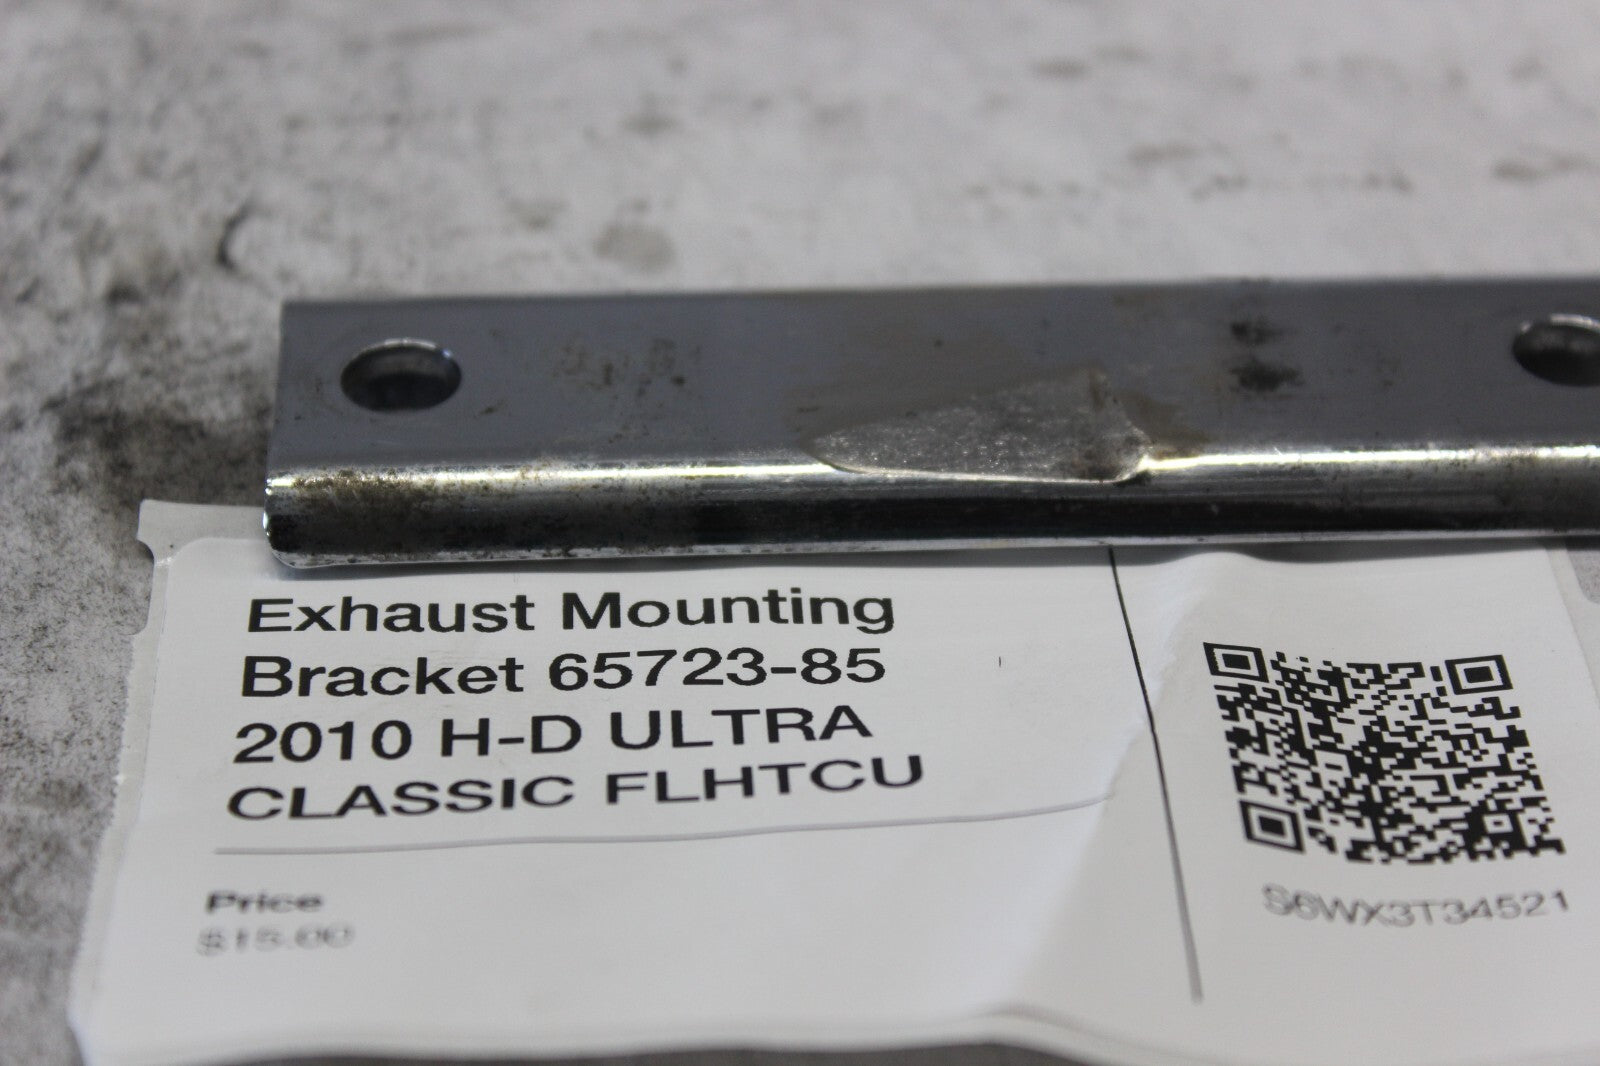 Exhaust Mounting
Bracket 65723-85
2010 H-D ULTRA
CLASSIC FLHTCU
Price
$15.00
S6WX3T34521